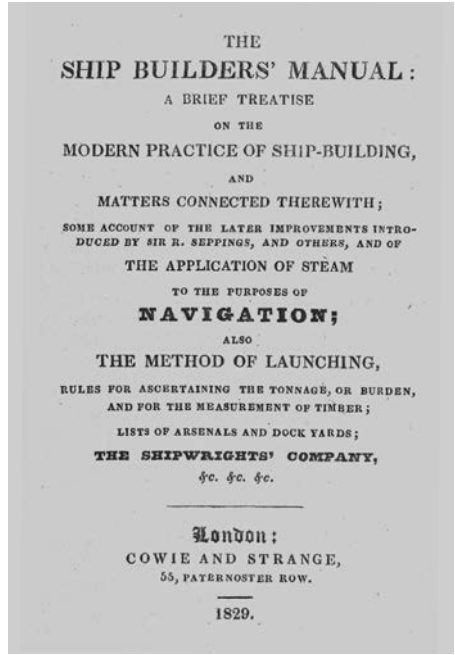 THE
SHIP BUILDERS' MANUAL:
A BRIEF TREATISE
ON THE
MODERN PRACTICE OF SHIP-BUILDING,
AND
MATTERS CONNECTED THEREWITH;
SOME ACCOUNT OF THE LATER IMPROVEMENTS INTRO-
DUCED BY SIR R. SEPPINGS, AND OTHERS, AND OF
THE APPLICATION OF STEAM
TO THE PURPOSES OF
NAVIGATION;
ALSO
THE METHOD OF LAUNCHING,
RULES FOR ASCERTAINING THE TONNAGE, OR BURDEN,
AND FOR THE MEASUREMENT OF TIMBER;
LISTS OF ARSENALS AND DOCK YARDS;
THE SHIPWRIGHTS' COMPANY,
&c. &c. &c.
London:
COWIE AND STRANGE,
55, PATERNOSTER ROW.
1829.